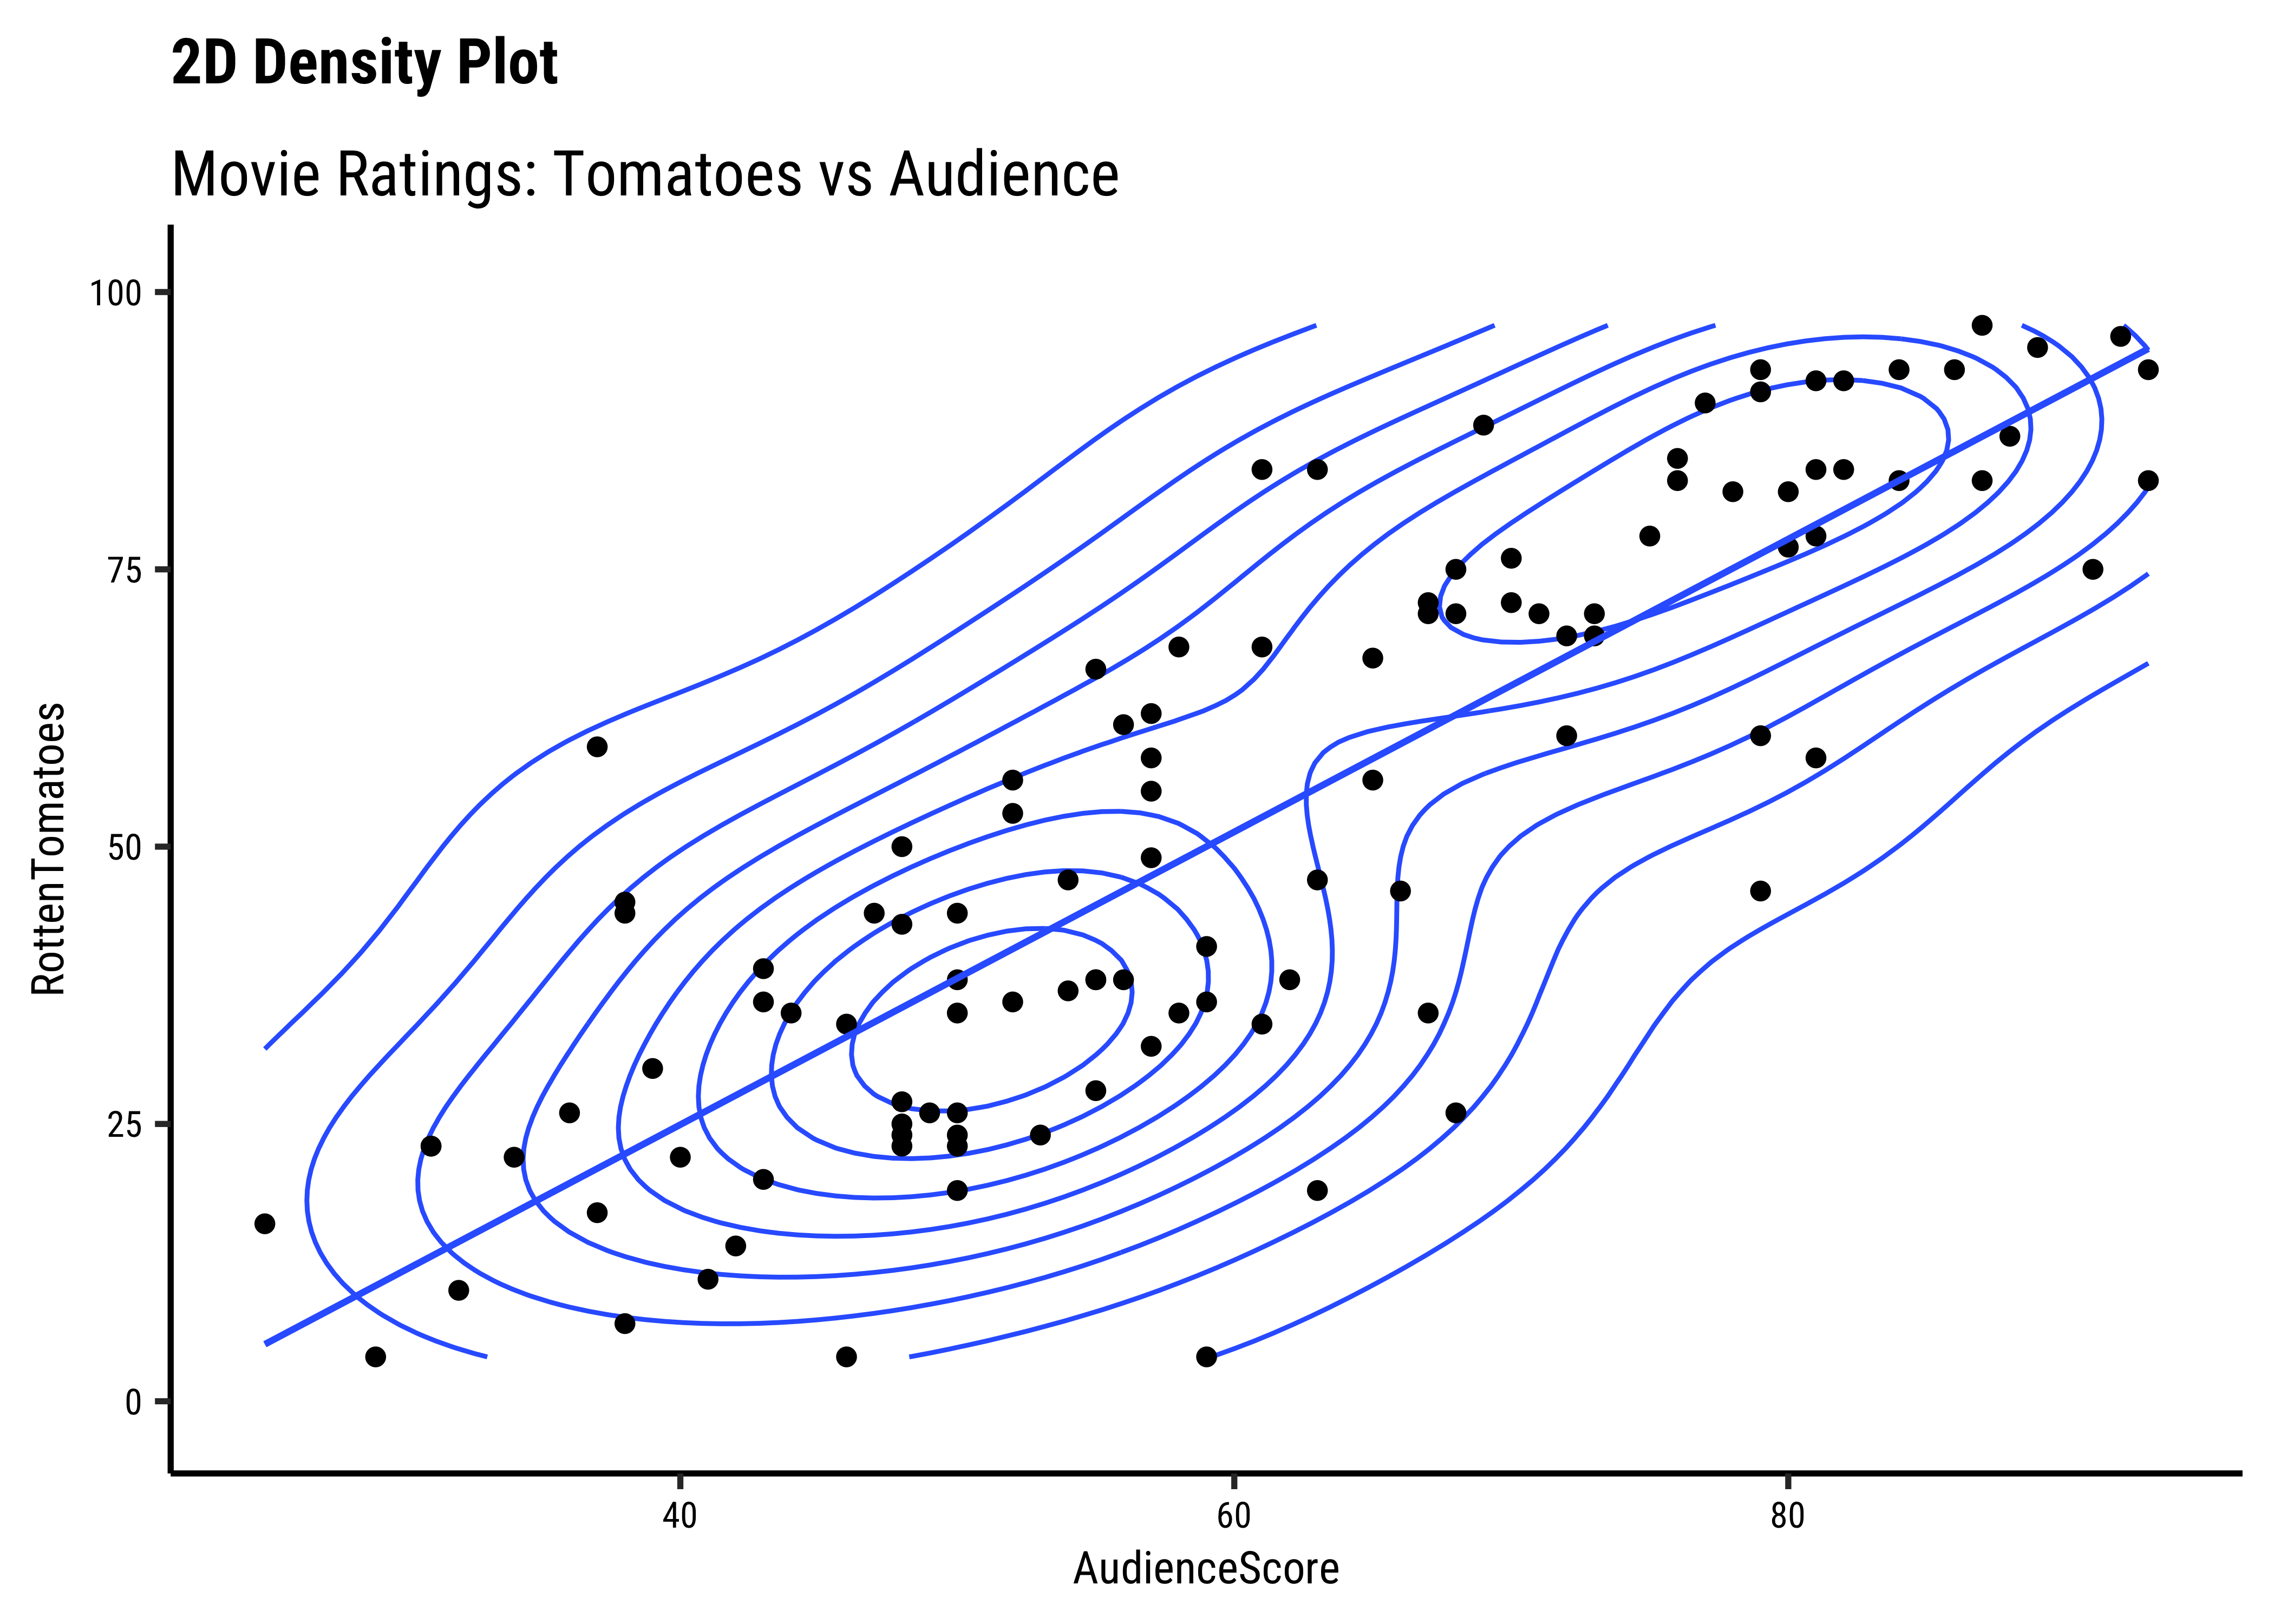 2D Density Plot
Movie Ratings: Tomatoes vs Audience
100
75
50
25
0
RottenTomatoes
40 60 80
AudienceScore